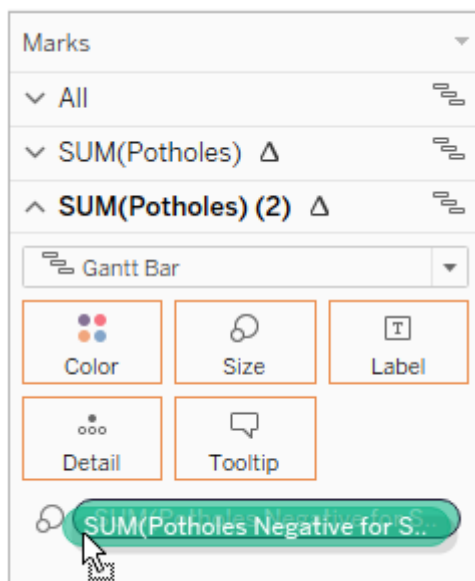 Marks
All
SUM(Potholes) Δ
SUM(Potholes) (2) Δ
Gantt Bar
Color Size Label
Detail Tooltip
SUM(Potholes Negative for S..